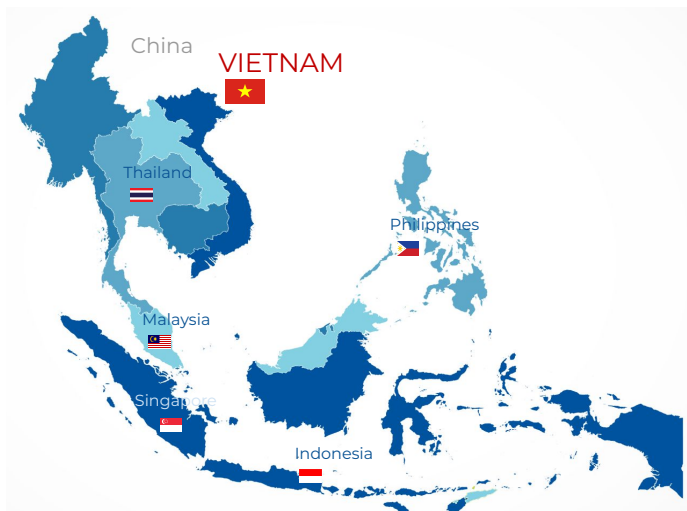 China
VIETNAM
Thailand
Philippines
Malaysia
Singapore
Indonesia